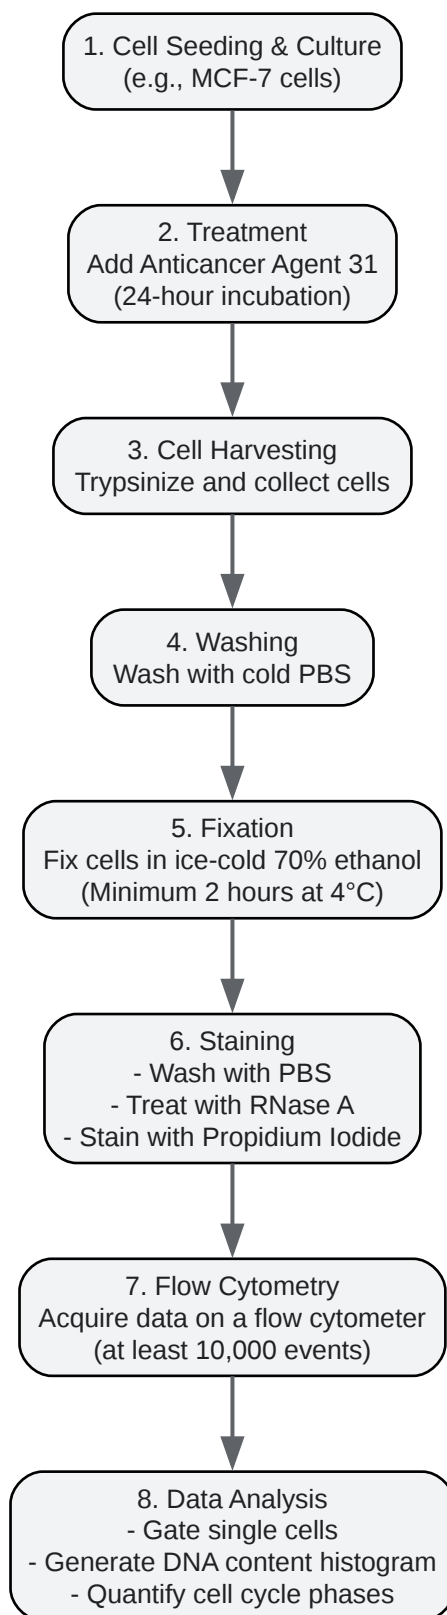 1. Cell Seeding & Culture
(e.g., MCF-7 cells)
2. Treatment
Add Anticancer Agent 31
(24-hour incubation)
3. Cell Harvesting
Trypsinize and collect cells
4. Washing
Wash with cold PBS
5. Fixation
Fix cells in ice-cold 70% ethanol
(Minimum 2 hours at 4°C)
6. Staining
- Wash with PBS
- Treat with RNase A
- Stain with Propidium Iodide
7. Flow Cytometry
Acquire data on a flow cytometer
(at least 10,000 events)
8. Data Analysis
- Gate single cells
- Generate DNA content histogram
- Quantify cell cycle phases